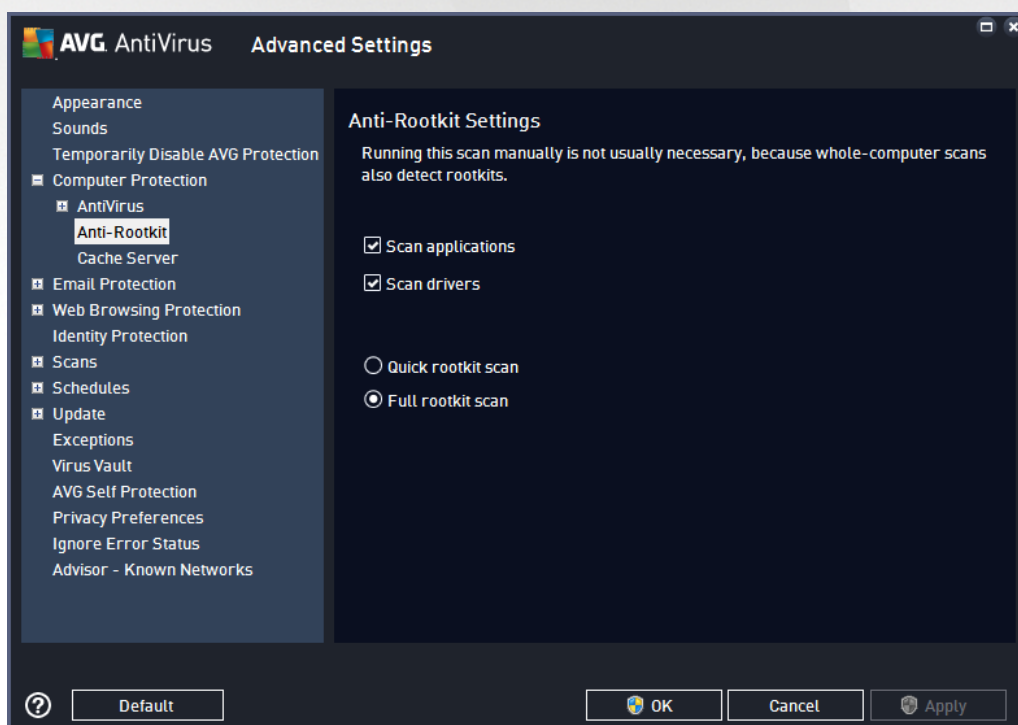 AVG. AntiVirus Advanced Settings
Appearance
Sounds
Temporarily Disable AVG Protection
Computer Protection
AntiVirus
Anti-Rootkit
Cache Server
Email Protection
Web Browsing Protection
Identity Protection
Scans
Schedules
Update
Exceptions
Virus Vault
AVG Self Protection
Privacy Preferences
Ignore Error Status
Advisor - Known Networks
Anti-Rootkit Settings
Running this scan manually is not usually necessary, because whole-computer scans
also detect rootkits.
Scan applications
Scan drivers
Quick rootkit scan
Full rootkit scan
? Default OK Cancel Apply